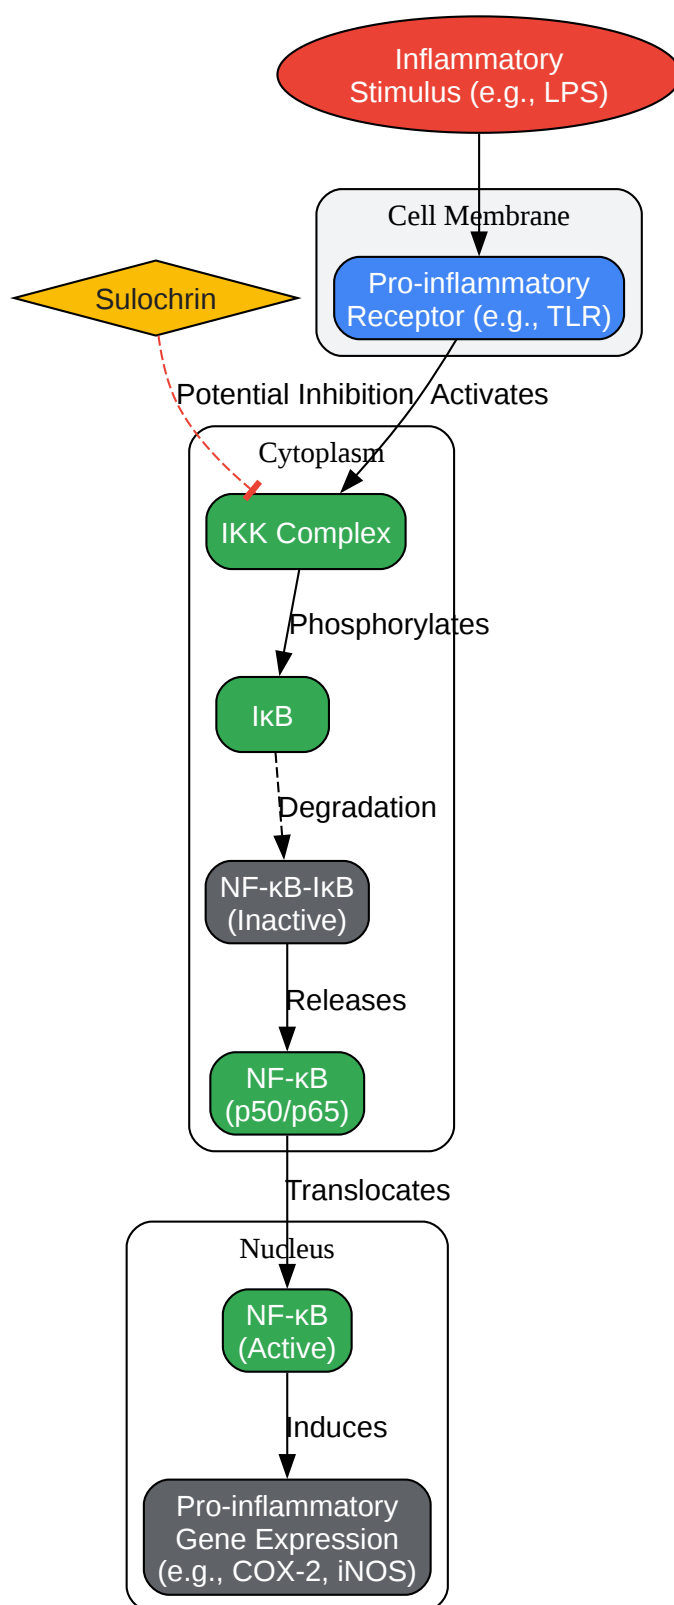 Inflammatory
Stimulus (e.g., LPS)
Cell Membrane
Pro-inflammatory
Receptor (e.g., TLR)
Sulochrin
Potential Inhibition
Activates
Cytoplasm
IKK Complex
Phosphorylates
IκB
Degradation
NF-κB-IκB
(Inactive)
Releases
NF-κB
(p50/p65)
Translocates
Nucleus
NF-κB
(Active)
Induces
Pro-inflammatory
Gene Expression
(e.g., COX-2, iNOS)